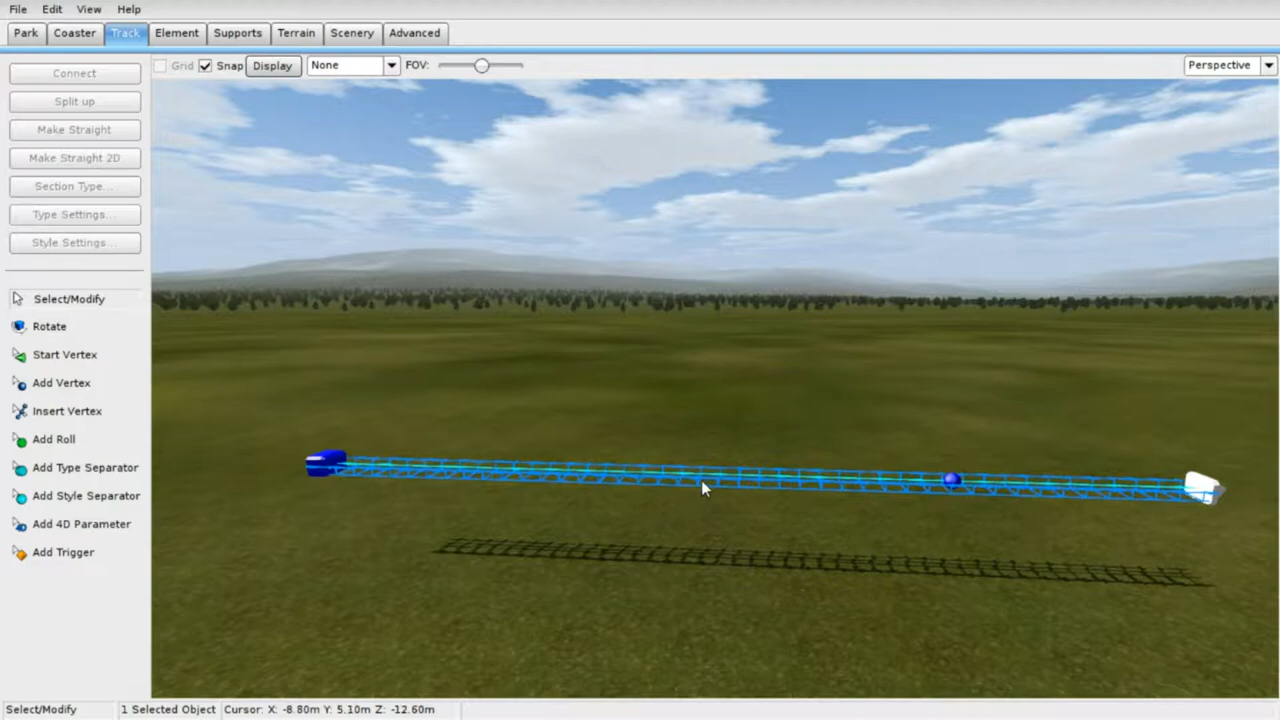 File Edit View Help
Park Coaster Track Element Supports Terrain Scenery Advanced
Grid Snap Display None FOV: Perspective
Connect
Split up
Make Straight
Make Straight 2D
Section Type...
Type Settings...
Style Settings...
Select/Modify
Rotate
Start Vertex
Add Vertex
Insert Vertex
Add Roll
Add Type Separator
Add Style Separator
Add 4D Parameter
Add Trigger
Select/Modify 1 Selected Object Cursor: X: -8.80m Y: 5.10m Z: -12.60m